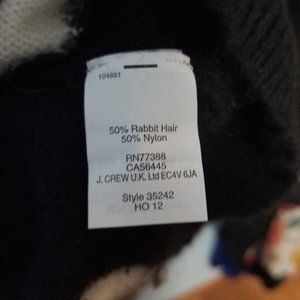 104891
50% Rabbit Hair
50% Nylon
RN77388
CA56445
J. CREW U.K. Ltd EC4V 6JA
Style 35242
HO 12